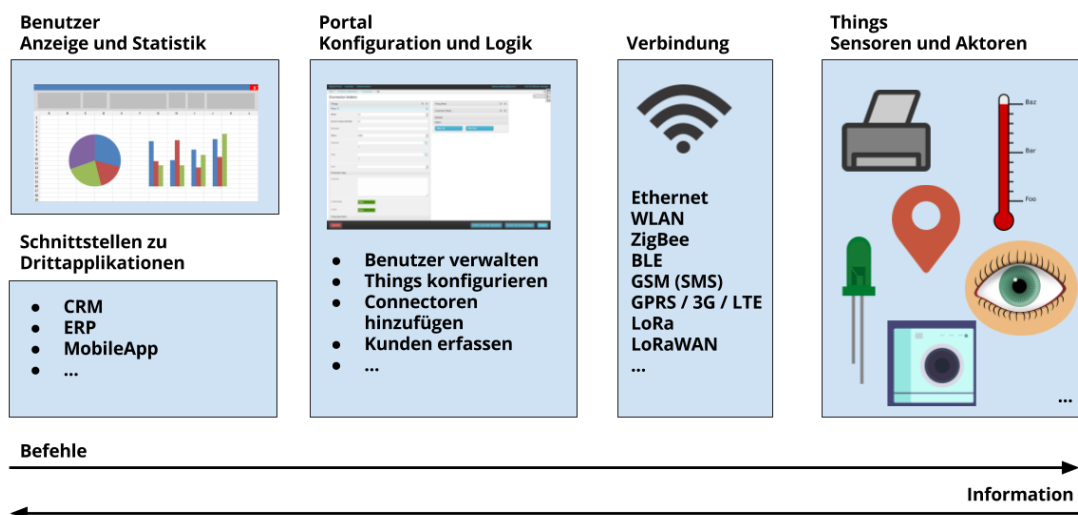 Benutzer
Anzeige und Statistik
Schnittstellen zu
Drittapplikationen
● CRM
● ERP
● MobileApp
● ...
Portal
Konfiguration und Logik
● Benutzer verwalten
● Things konfigurieren
● Connectoren
hinzufügen
● Kunden erfassen
● ...
Verbindung
Ethernet
WLAN
ZigBee
BLE
GSM (SMS)
GPRS / 3G / LTE
LoRa
LoRaWAN
...
Things
Sensoren und Aktoren
Baz
Bar
Foo
...
Befehle
Information